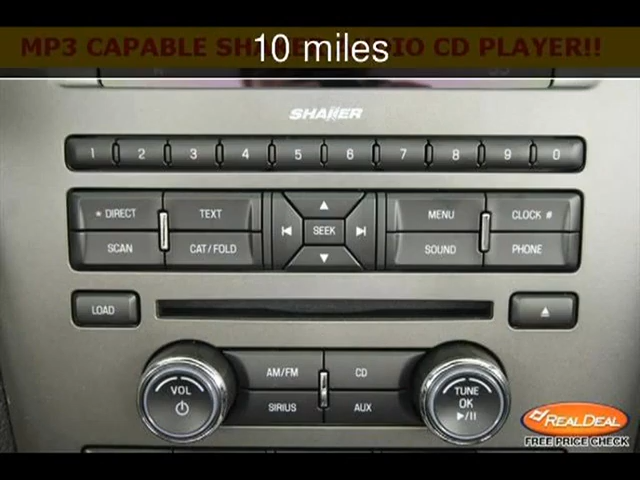 MP3 CAPABLE SHAKER AUDIO CD PLAYER!!
10 miles
SHAKER
1 2 3 4 5 6 7 8 9 0
* DIRECT TEXT MENU CLOCK #
SEEK
SCAN CAT/FOLD SOUND PHONE
LOAD
AM/FM CD
VOL TUNE
OK
SIRIUS AUX
REALDEAL
FREE PRICE CHECK